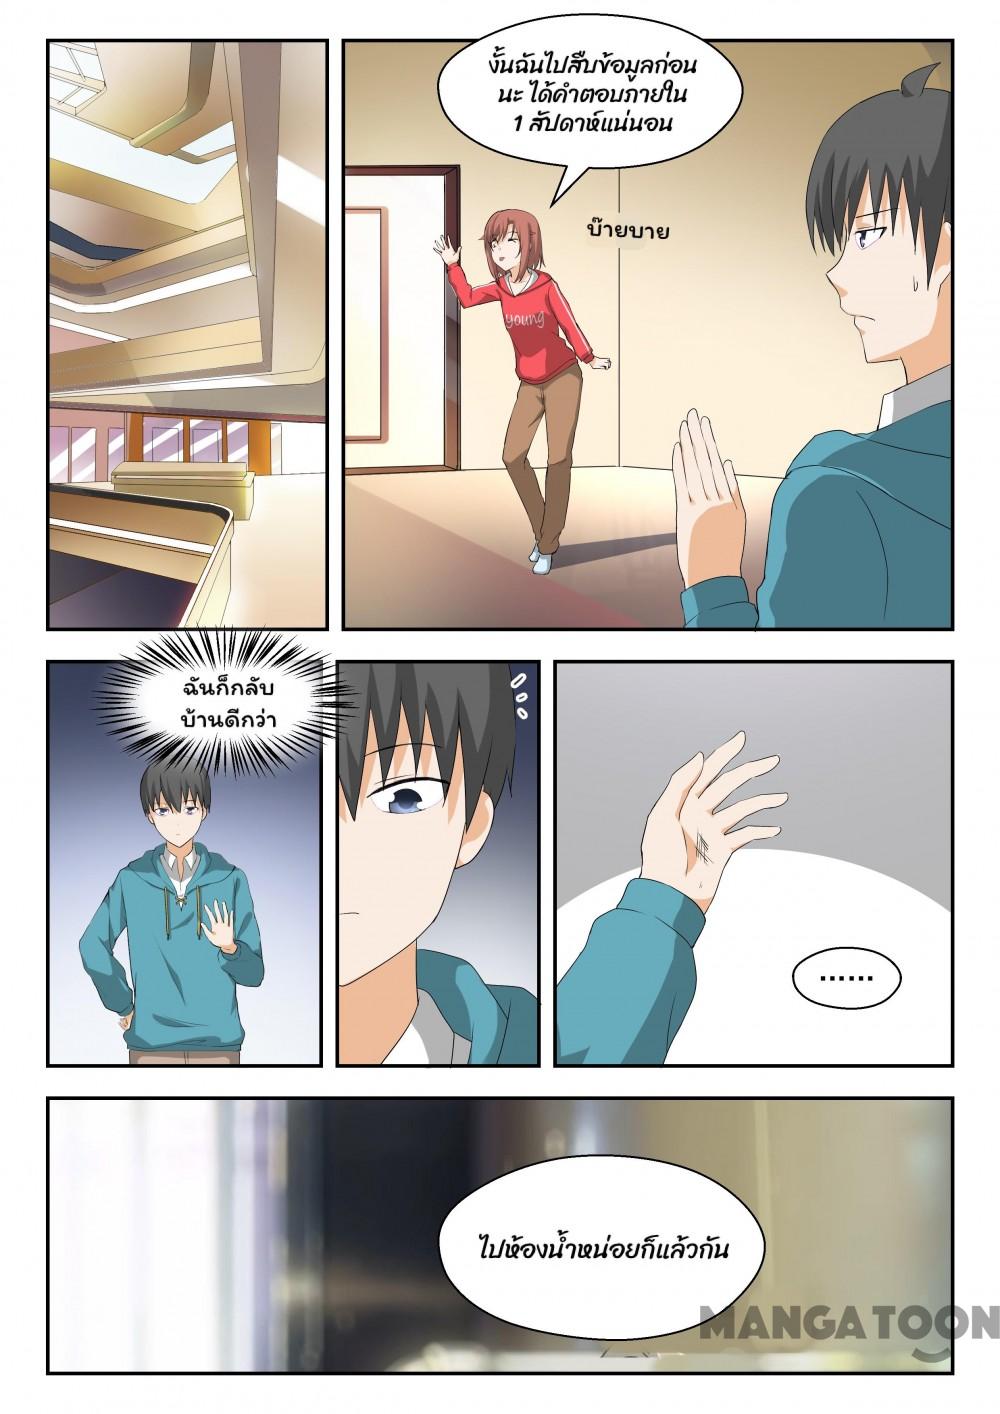 งั้นฉันไปสืบข้อมูลก่อน
นะ ได้คำตอบภายใน
1 สัปดาห์แน่นอน
บ๊ายบาย
young
ฉันก็กลับ
บ้านดีกว่า
......
ไปห้องน้ำหน่อยก็แล้วกัน
MANGATOON